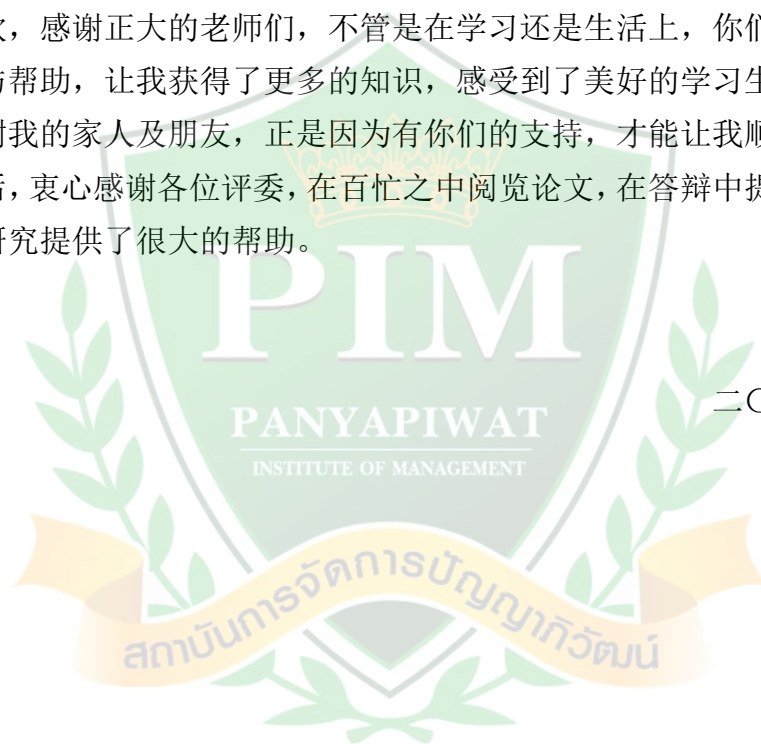 欠，感谢正大的老师们，不管是在学习还是生活上，你们
帮助，让我获得了更多的知识，感受到了美好的学习生
我的家人及朋友，正是因为有你们的支持，才能让我顺
，衷心感谢各位评委，在百忙之中阅览论文，在答辩中提
究提供了很大的帮助。
PIM
二〇
PANYAPIWAT
INSTITUTE OF MANAGEMENT
สถาบันการจัดการปัญญาภิวัฒน์